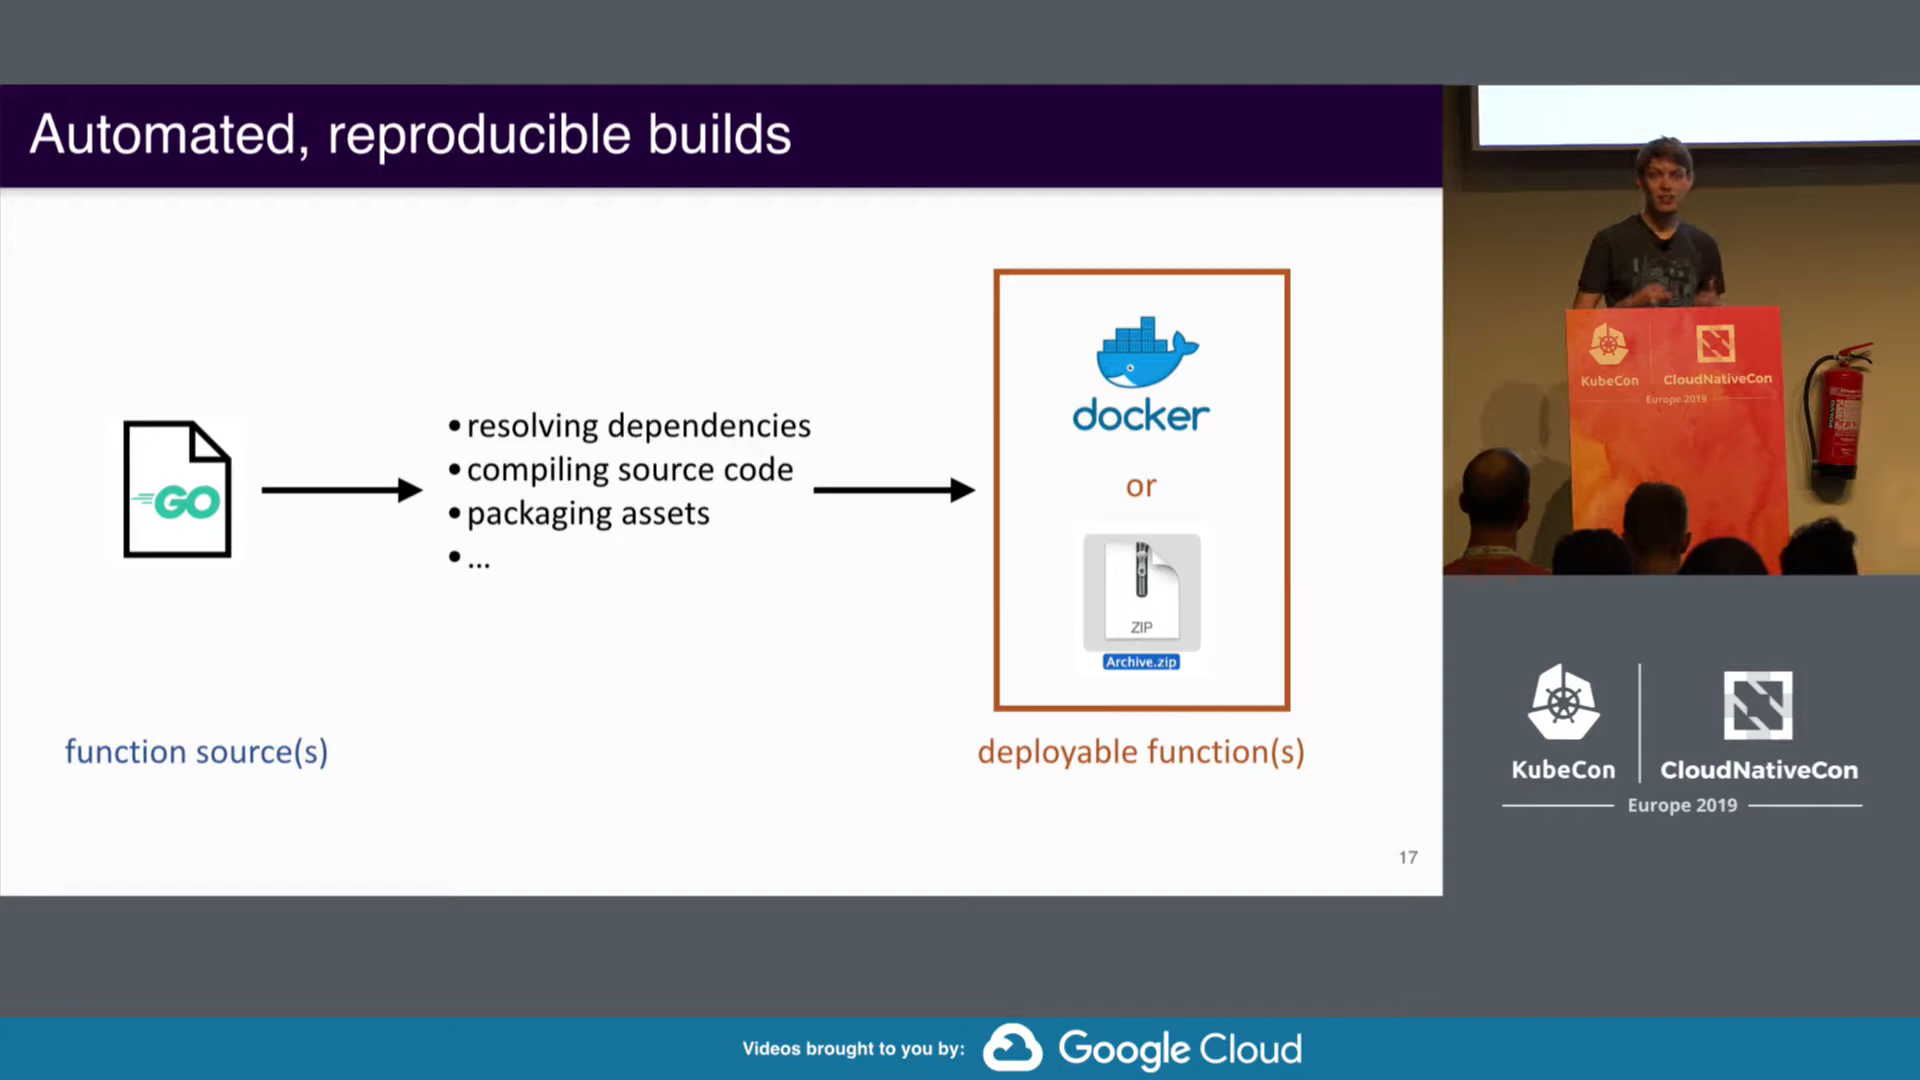 Automated, reproducible builds
GO
• resolving dependencies
• compiling source code
• packaging assets
• ...
docker
or
ZIP
Archive.zip
function source(s)
deployable function(s)
17
KubeCon
CloudNativeCon
Europe 2019
KubeCon
CloudNativeCon
Europe 2019
Videos brought to you by:
Google Cloud